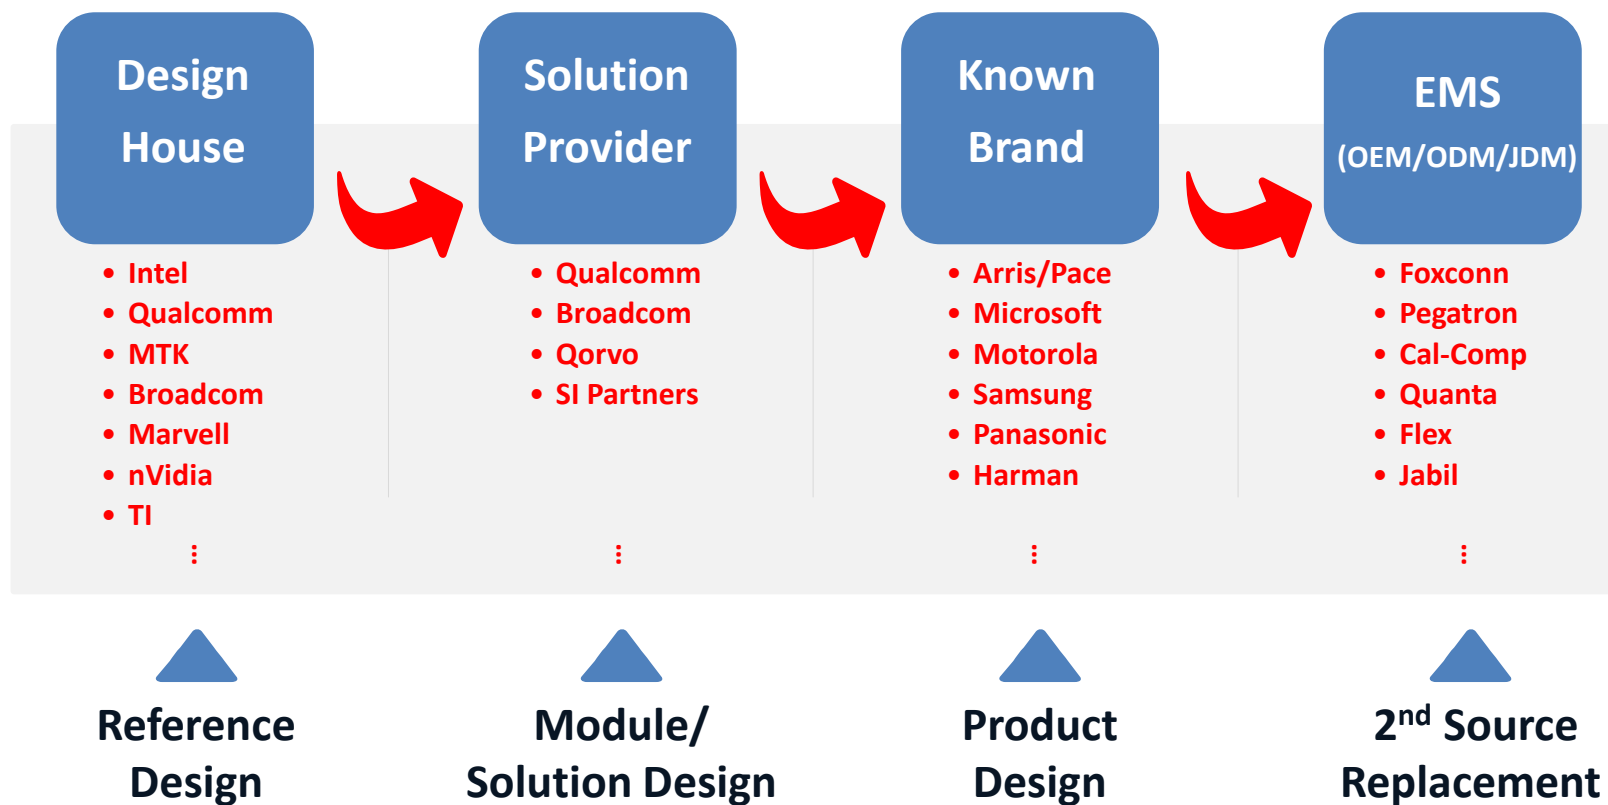 Design
House
Solution
Provider
Known
Brand
EMS
(OEM/ODM/JDM)
• Intel
• Qualcomm
• MTK
• Broadcom
• Marvell
• nVidia
• TI
⋮
• Qualcomm
• Broadcom
• Qorvo
• SI Partners
⋮
• Arris/Pace
• Microsoft
• Motorola
• Samsung
• Panasonic
• Harman
⋮
• Foxconn
• Pegatron
• Cal-Comp
• Quanta
• Flex
• Jabil
⋮
Reference
Design
Module/
Solution Design
Product
Design
2nd Source
Replacement